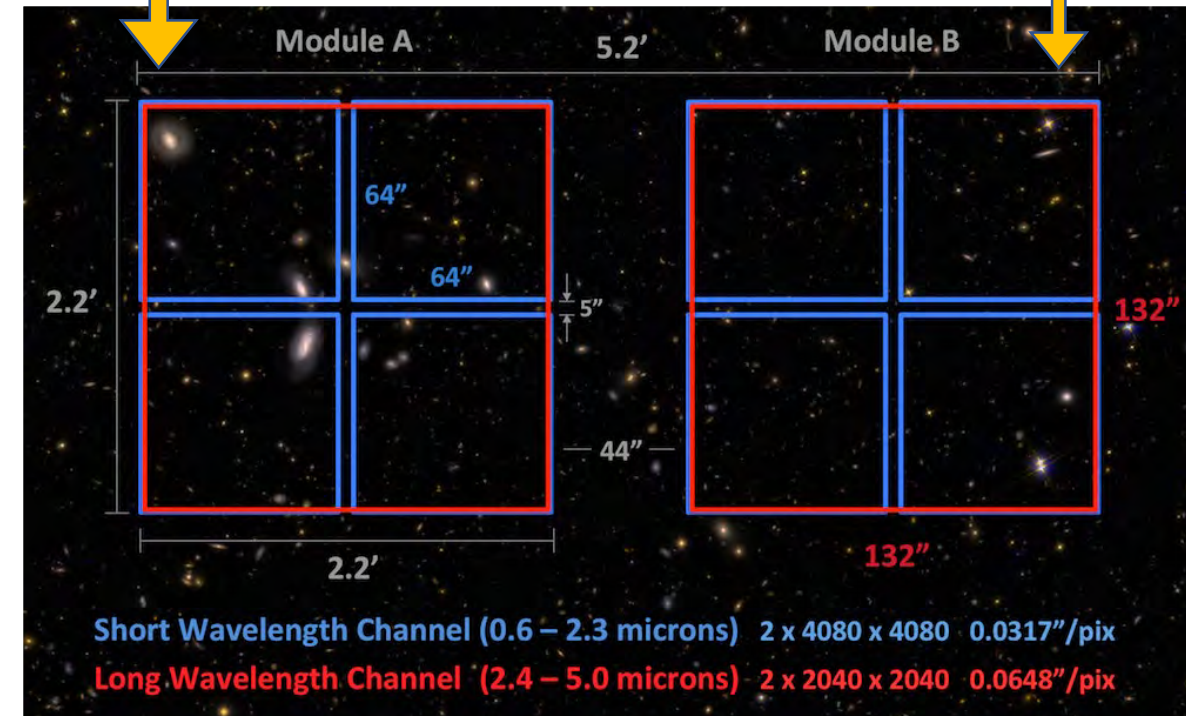 Module A
5.2’
Module B
64”
64”
2.2’
5”
132”
44”
2.2’
132”
Short Wavelength Channel (0.6 – 2.3 microns) 2 x 4080 x 4080 0.0317”/pix
Long Wavelength Channel (2.4 – 5.0 microns) 2 x 2040 x 2040 0.0648”/pix